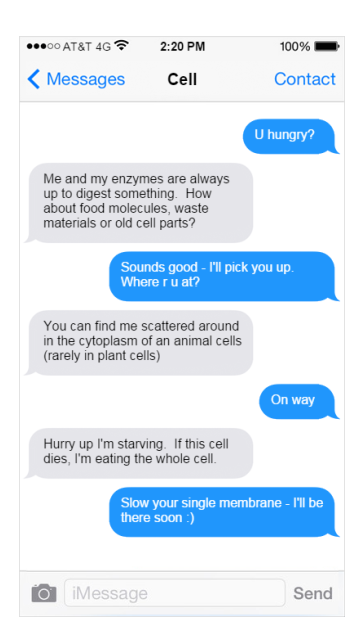 AT&T 4G 2:20 PM 100%
Messages Cell Contact
U hungry?
Me and my enzymes are always
up to digest something. How
about food molecules, waste
materials or old cell parts?
Sounds good - I'll pick you up.
Where r u at?
You can find me scattered around
in the cytoplasm of an animal cells
(rarely in plant cells)
On way
Hurry up I'm starving. If this cell
dies, I'm eating the whole cell.
Slow your single membrane - I'll be
there soon :)
iMessage Send